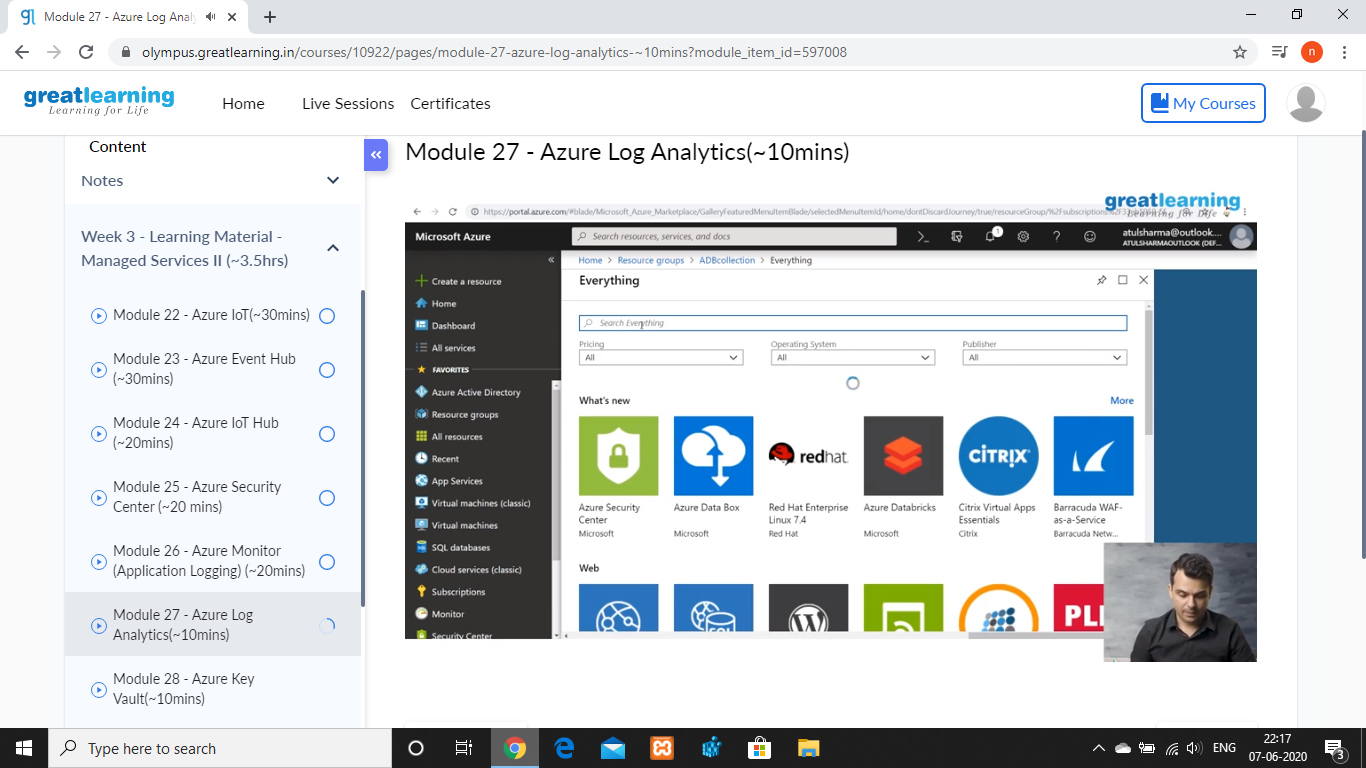 Module 27 - Azure Log Analy
olympus.greatlearning.in/courses/10922/pages/module-27-azure-log-analytics-~10mins?module_item_id=597008
n
greatlearning
Learning for Life
Home
Live Sessions
Certificates
My Courses
Content
Notes
Week 3 - Learning Material -
Managed Services II (~3.5hrs)
Module 22 - Azure IoT(~30mins)
Module 23 - Azure Event Hub
(~30mins)
Module 24 - Azure IoT Hub
(~20mins)
Module 25 - Azure Security
Center (~20 mins)
Module 26 - Azure Monitor
(Application Logging) (~20mins)
Module 27 - Azure Log
Analytics(~10mins)
Module 28 - Azure Key
Vault(~10mins)
Module 27 - Azure Log Analytics(~10mins)
greatlearning
Learning for Life
https://portal.azure.com/#blade/Microsoft_Azure_Marketplace/GalleryFeaturedMenuItemBlade/selectedMenuItemId/home/dontDiscardJourney/true/resourceGroup/%2Fsubscriptions
Microsoft Azure
Search resources, services, and docs
1
atulsharma@outlook....
ATULSHARMAOUTLOOK (DEF...
Create a resource
Home
Dashboard
All services
FAVORITES
Azure Active Directory
Resource groups
All resources
Recent
App Services
Virtual machines (classic)
Virtual machines
SQL databases
Cloud services (classic)
Subscriptions
Monitor
Security Center
Home > Resource groups > ADBcollection > Everything
Everything
Search Everything
Pricing
All
Operating System
All
Publisher
All
What's new
More
redhat.
CITRIX
Azure Security
Center
Microsoft
Azure Data Box
Microsoft
Red Hat Enterprise
Linux 7.4
Red Hat
Azure Databricks
Microsoft
Citrix Virtual Apps
Essentials
Citrix
Barracuda WAF-
as-a-Service
Barracuda Netw...
Web
SQL
PL
Type here to search
ENG
22:17
07-06-2020
3